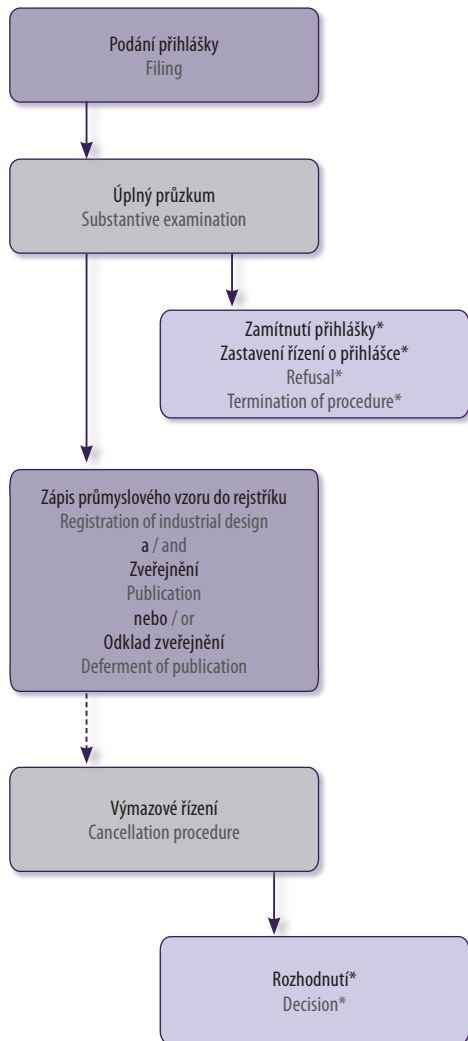 Podání přihlášky
Filing
Úplný průzkum
Substantive examination
Zamítnutí přihlášky*
Zastavení řízení o přihlášce*
Refusal*
Termination of procedure*
Zápis průmyslového vzoru do rejstříku
Registration of industrial design
a / and
Zveřejnění
Publication
nebo / or
Odklad zveřejnění
Deferment of publication
Výmazové řízení
Cancellation procedure
Rozhodnutí*
Decision*